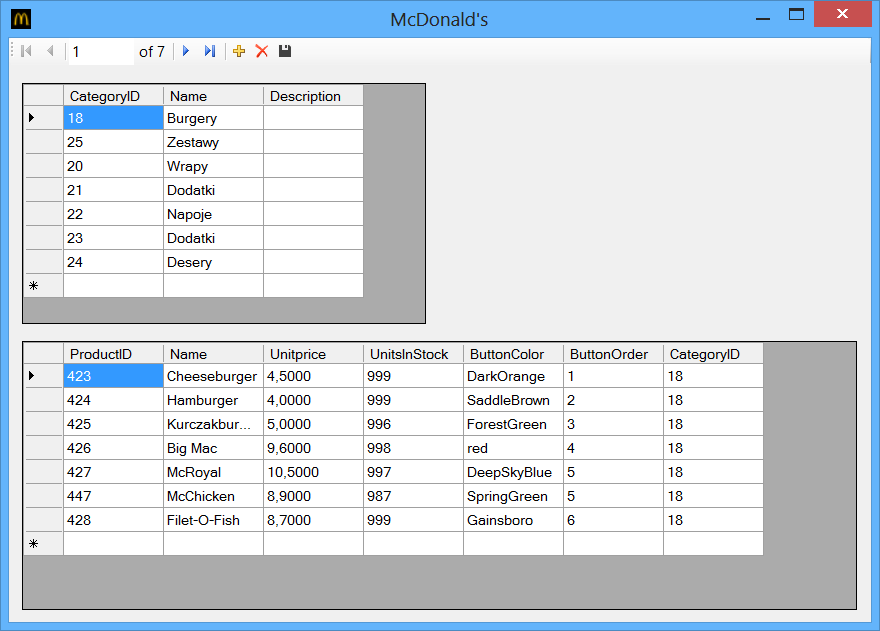 McDonald's
1 of 7
CategoryID Name Description
18 Burgery
25 Zestawy
20 Wrapy
21 Dodatki
22 Napoje
23 Dodatki
24 Desery
ProductID Name Unitprice UnitsInStock ButtonColor ButtonOrder CategoryID
423 Cheeseburger 4,5000 999 DarkOrange 1 18
424 Hamburger 4,0000 999 SaddleBrown 2 18
425 Kurczakbur... 5,0000 996 ForestGreen 3 18
426 Big Mac 9,6000 998 red 4 18
427 McRoyal 10,5000 997 DeepSkyBlue 5 18
447 McChicken 8,9000 987 SpringGreen 5 18
428 Filet-O-Fish 8,7000 999 Gainsboro 6 18